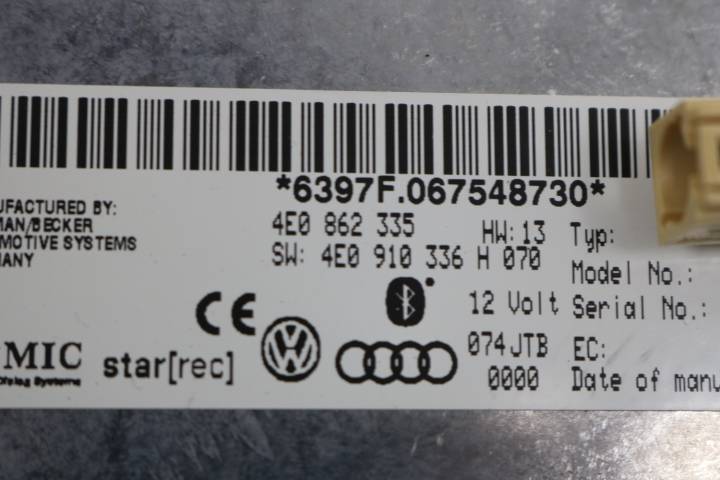 *6397F.067548730*
UFACTURED BY:
MAN/BECKER
MOTIVE SYSTEMS
MANY
4E0 862 335 HW: 13 Typ:
SW: 4E0 910 336 H 070 Model No.:
12 Volt Serial No.:
CE
MIC star[rec] 074JTB EC:
0000 Date of manu